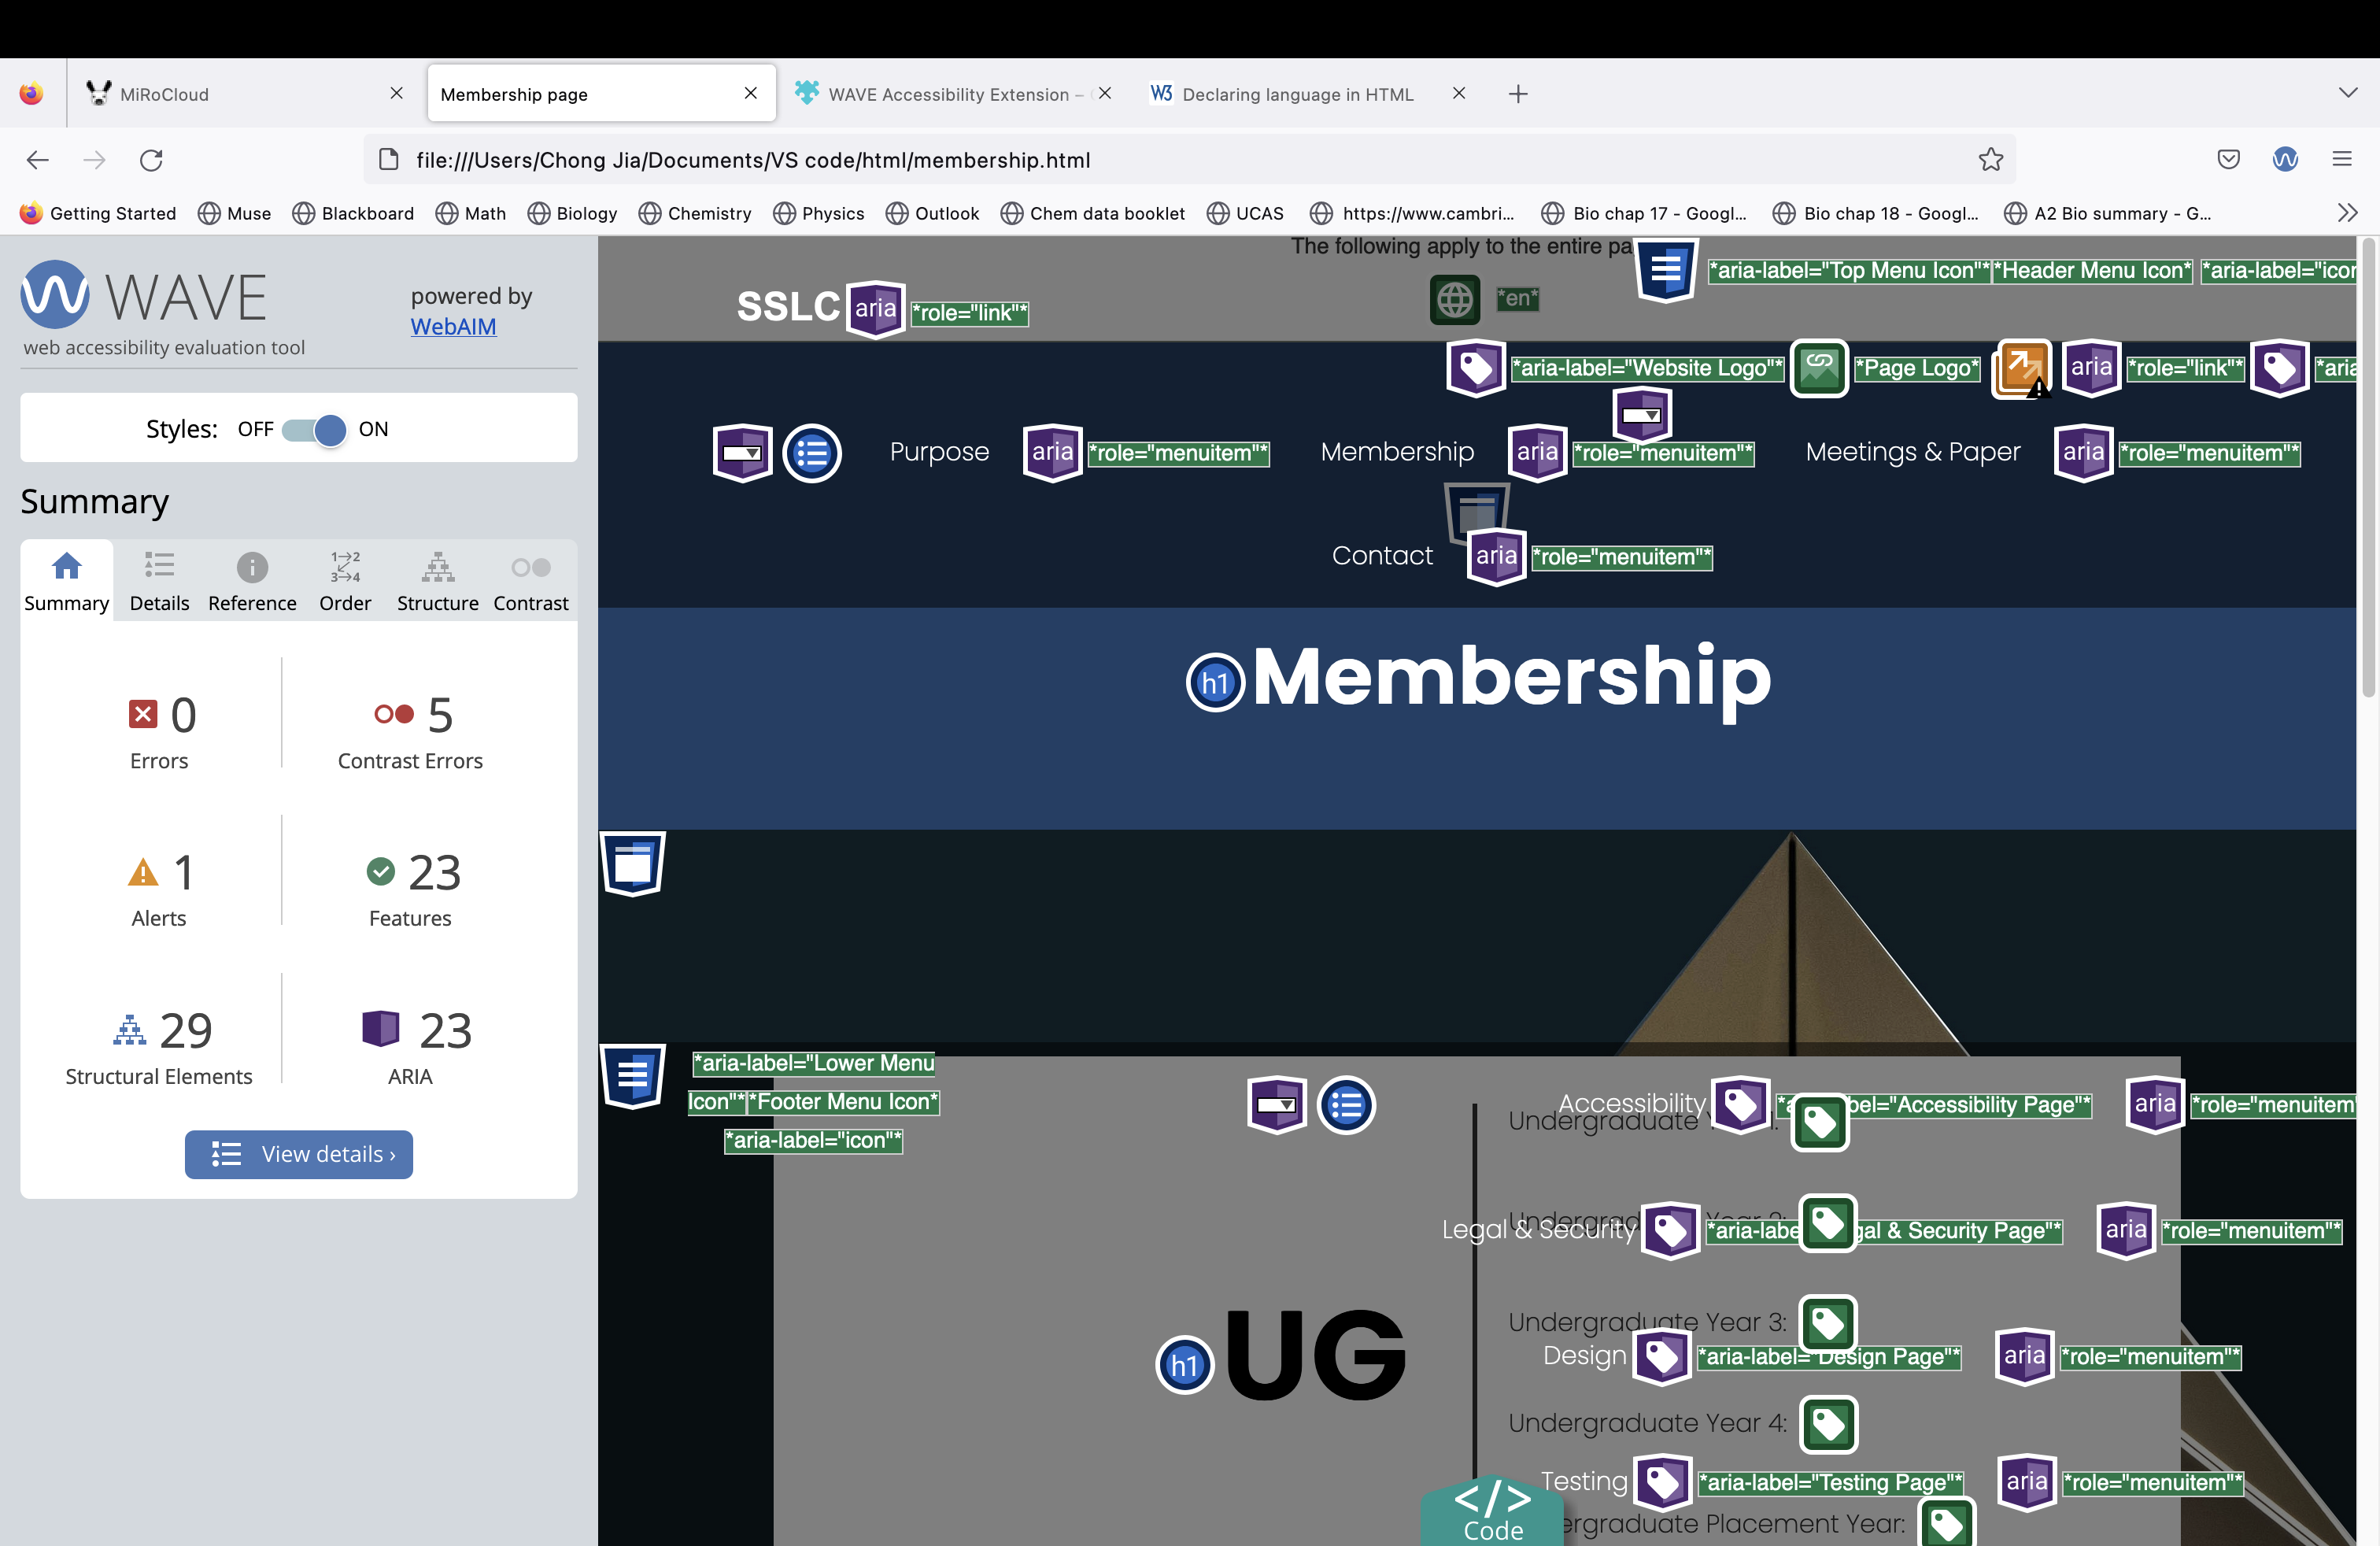 MiRoCloud
Membership page
WAVE Accessibility Extension –
W3 Declaring language in HTML
file:///Users/Chong Jia/Documents/VS code/html/membership.html
Getting Started Muse Blackboard Math Biology Chemistry Physics Outlook Chem data booklet UCAS https://www.cambri... Bio chap 17 - Googl... Bio chap 18 - Googl... A2 Bio summary - G...
WAVE
powered by
WebAIM
web accessibility evaluation tool
Styles: OFF ON
Summary
1→2
3→4
Summary Details Reference Order Structure Contrast
0
Errors
5
Contrast Errors
1
Alerts
23
Features
29
Structural Elements
23
ARIA
View details ›
The following apply to the entire pa
*aria-label="Top Menu Icon"* *Header Menu Icon* *aria-label="icon
SSLC aria *role="link"*
*en*
*aria-label="Website Logo"* *Page Logo* aria *role="link"* *aria
Purpose aria *role="menuitem"* Membership aria *role="menuitem"* Meetings & Paper aria *role="menuitem"*
Contact aria *role="menuitem"*
h1 Membership
*aria-label="Lower Menu
Icon"* *Footer Menu Icon*
*aria-label="icon"*
Accessibility *a bel="Accessibility Page"* aria *role="menuitem
Undergraduate
Legal & Security *aria-labe gal & Security Page"* aria *role="menuitem"*
Undergraduate Year 3:
Design *aria-label="Design Page"* aria *role="menuitem"*
h1 UG
Undergraduate Year 4:
Testing *aria-label="Testing Page"* aria *role="menuitem"*
</>
Code
ergraduate Placement Year: